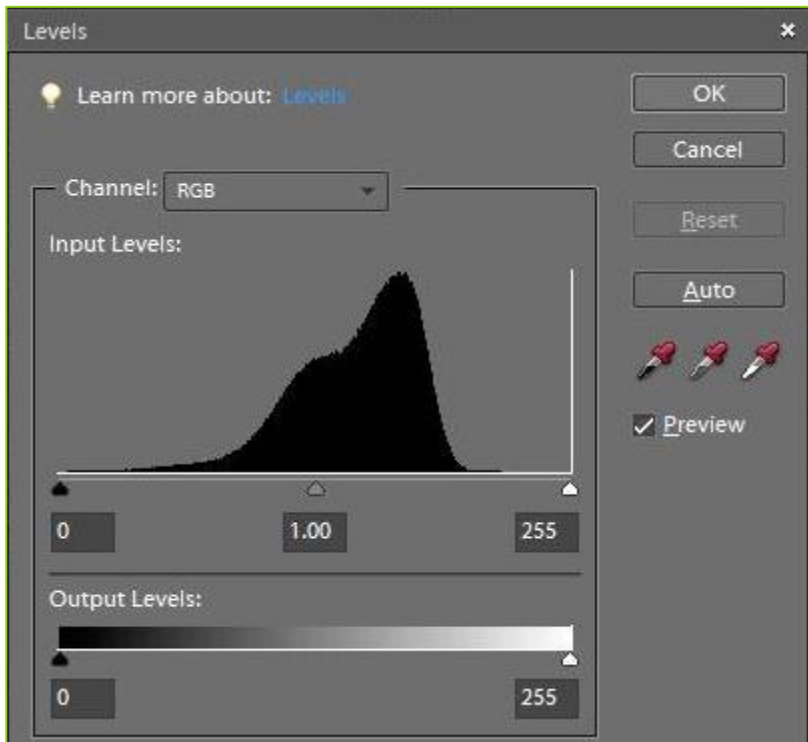 Levels
Learn more about: Levels
OK
Cancel
Channel: RGB
Reset
Input Levels:
Auto
Preview
0 1.00 255
Output Levels:
0 255